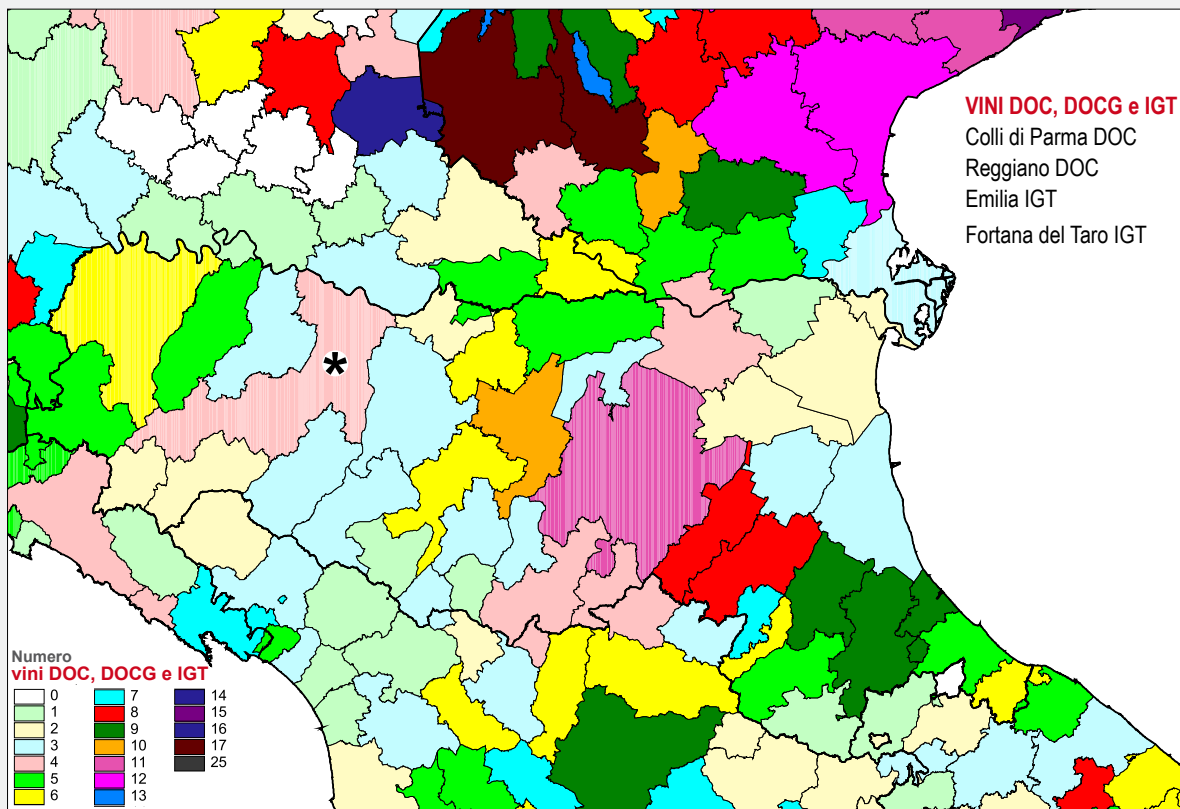 VINI DOC, DOCG e IGT
Colli di Parma DOC
Reggiano DOC
Emilia IGT
Fortana del Taro IGT
*
Numero
vini DOC, DOCG e IGT
0 7 14
1 8 15
2 9 16
3 10 17
4 11 25
5 12
6 13